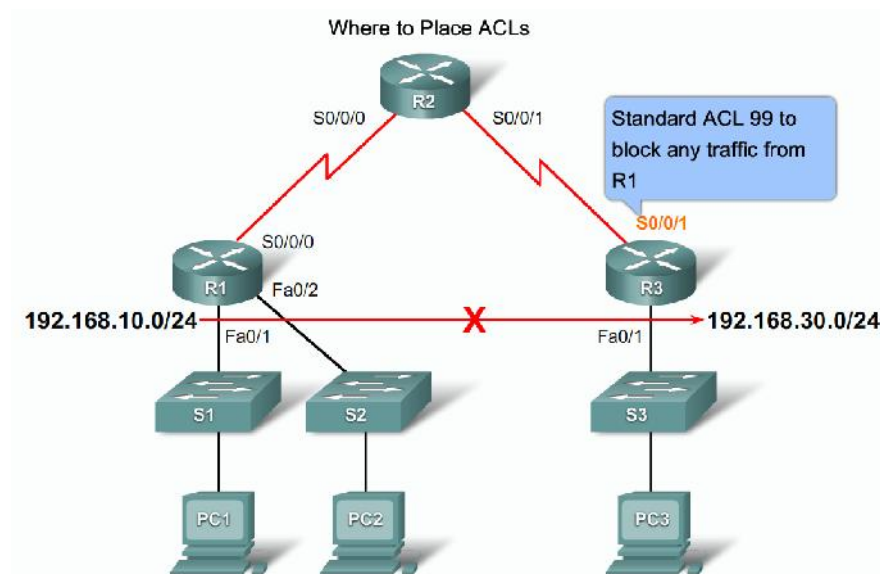 Where to Place ACLs
R2
S0/0/0
S0/0/1
Standard ACL 99 to
block any traffic from
R1
S0/0/1
S0/0/0
R1
R3
Fa0/2
192.168.10.0/24
X
192.168.30.0/24
Fa0/1
Fa0/1
S1
S2
S3
PC1
PC2
PC3